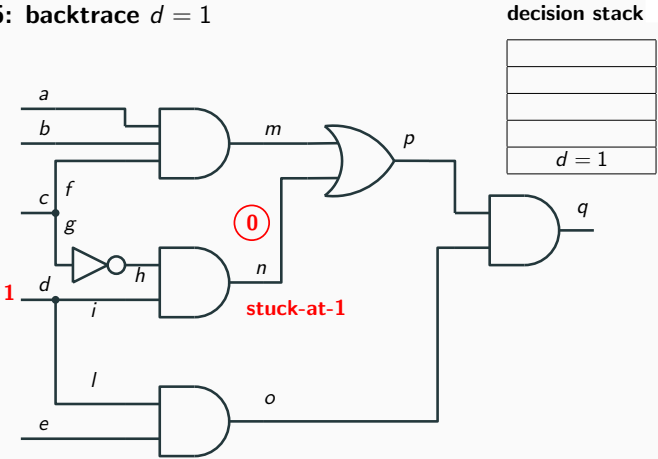 5: backtrace d = 1
decision stack
d = 1
a
b
m
p
f
c
q
g
0
n
h
1
d
i
stuck-at-1
l
o
e